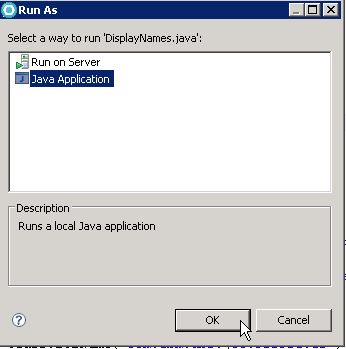 Run As
Select a way to run 'DisplayNames.java':
Run on Server
Java Application
Description
Runs a local Java application
?
OK
Cancel